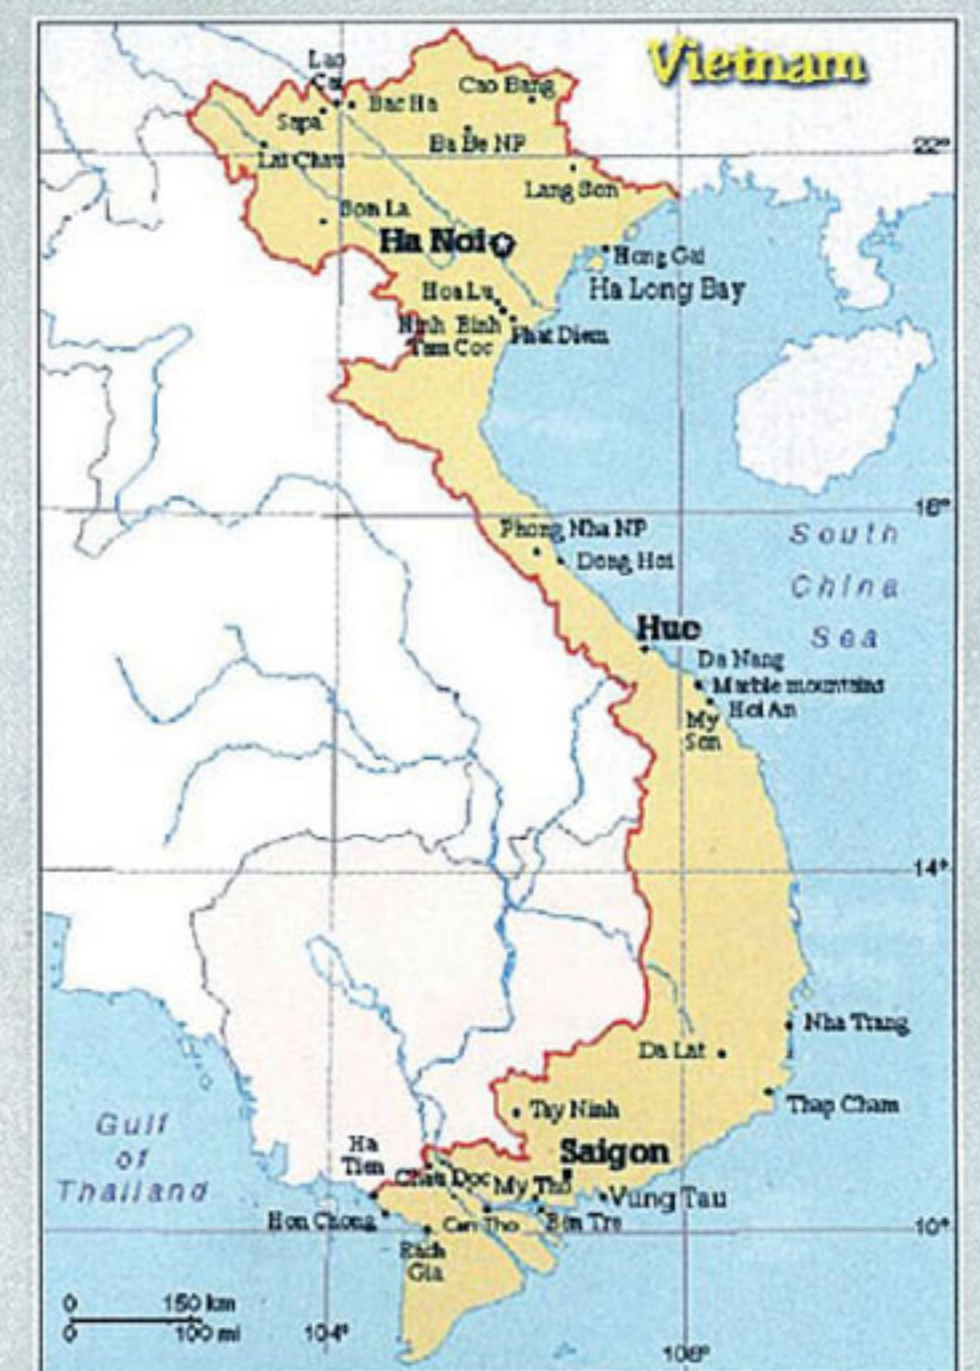 Vietnam
Lao
Cai
Bac Ha
Cao Bang
Sapa
Ba Be NP
22°
Lai Chau
Lang Son
Son La
Ha Noi
Hong Gai
Ha Long Bay
Hoa Lu
Ninh Binh
Phat Diem
Tam Coc
18°
Phong Nha NP
Dong Hoi
South
China
Sea
Hue
Da Nang
Marble mountains
Hoi An
My
Son
14°
Nha Trang
Da Lat
Thap Cham
Tay Ninh
Gulf
of
Thailand
Ha
Tien
Saigon
Chau Doc
My Tho
Vung Tau
Hon Chong
Can Tho
Ben Tre
10°
Rach
Gia
0 150 km
0 100 mi
104°
108°